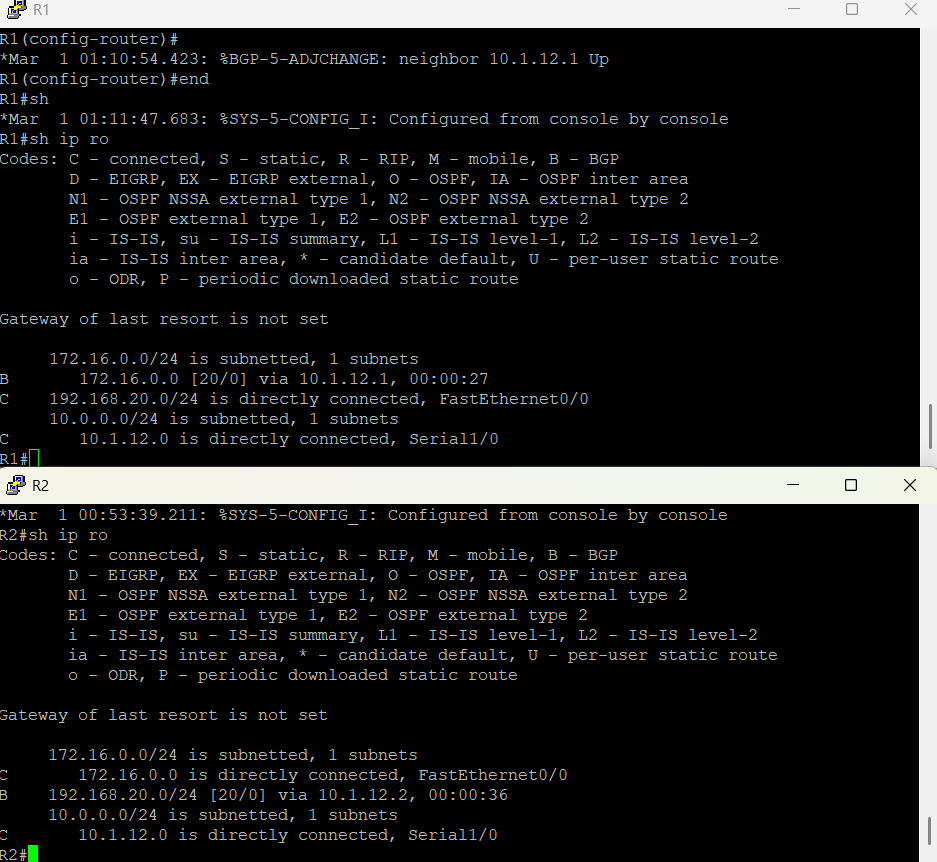 R1
R1(config-router)#
*Mar  1 01:10:54.423: %BGP-5-ADJCHANGE: neighbor 10.1.12.1 Up
R1(config-router)#end
R1#sh
*Mar  1 01:11:47.683: %SYS-5-CONFIG_I: Configured from console by console
R1#sh ip ro
Codes: C - connected, S - static, R - RIP, M - mobile, B - BGP
       D - EIGRP, EX - EIGRP external, O - OSPF, IA - OSPF inter area
       N1 - OSPF NSSA external type 1, N2 - OSPF NSSA external type 2
       E1 - OSPF external type 1, E2 - OSPF external type 2
       i - IS-IS, su - IS-IS summary, L1 - IS-IS level-1, L2 - IS-IS level-2
       ia - IS-IS inter area, * - candidate default, U - per-user static route
       o - ODR, P - periodic downloaded static route
Gateway of last resort is not set
     172.16.0.0/24 is subnetted, 1 subnets
B       172.16.0.0 [20/0] via 10.1.12.1, 00:00:27
C    192.168.20.0/24 is directly connected, FastEthernet0/0
     10.0.0.0/24 is subnetted, 1 subnets
C       10.1.12.0 is directly connected, Serial1/0
R1#
R2
*Mar  1 00:53:39.211: %SYS-5-CONFIG_I: Configured from console by console
R2#sh ip ro
Codes: C - connected, S - static, R - RIP, M - mobile, B - BGP
       D - EIGRP, EX - EIGRP external, O - OSPF, IA - OSPF inter area
       N1 - OSPF NSSA external type 1, N2 - OSPF NSSA external type 2
       E1 - OSPF external type 1, E2 - OSPF external type 2
       i - IS-IS, su - IS-IS summary, L1 - IS-IS level-1, L2 - IS-IS level-2
       ia - IS-IS inter area, * - candidate default, U - per-user static route
       o - ODR, P - periodic downloaded static route
Gateway of last resort is not set
     172.16.0.0/24 is subnetted, 1 subnets
C       172.16.0.0 is directly connected, FastEthernet0/0
B    192.168.20.0/24 [20/0] via 10.1.12.2, 00:00:36
     10.0.0.0/24 is subnetted, 1 subnets
C       10.1.12.0 is directly connected, Serial1/0
R2#